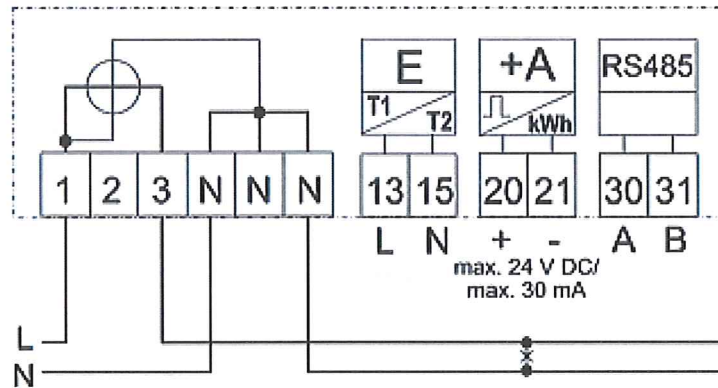 E +A RS485
T1 T2 kWh
1 2 3 N N N 13 15 20 21 30 31
L N + - A B
max. 24 V DC/
max. 30 mA
L
N